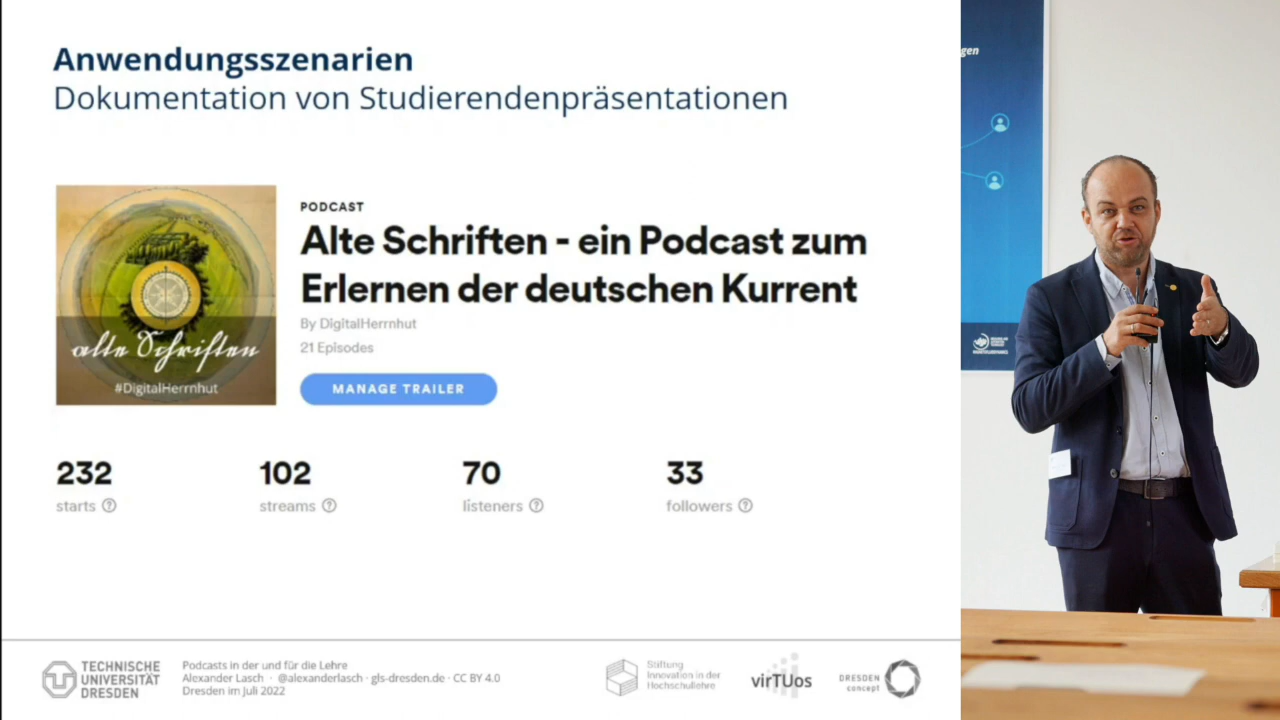 Anwendungsszenarien
Dokumentation von Studierendenpräsentationen
PODCAST
Alte Schriften - ein Podcast zum
Erlernen der deutschen Kurrent
By DigitalHerrnhut
21 Episodes
MANAGE TRAILER
alte Schriften
#DigitalHerrnhut
232
starts
102
streams
70
listeners
33
followers
TECHNISCHE
UNIVERSITÄT
DRESDEN
Podcasts in der und für die Lehre
Alexander Lasch · @alexanderlasch · gls-dresden.de · CC BY 4.0
Dresden im Juli 2022
Stiftung
Innovation in der
Hochschullehre
virTUos
DRESDEN
concept
gen